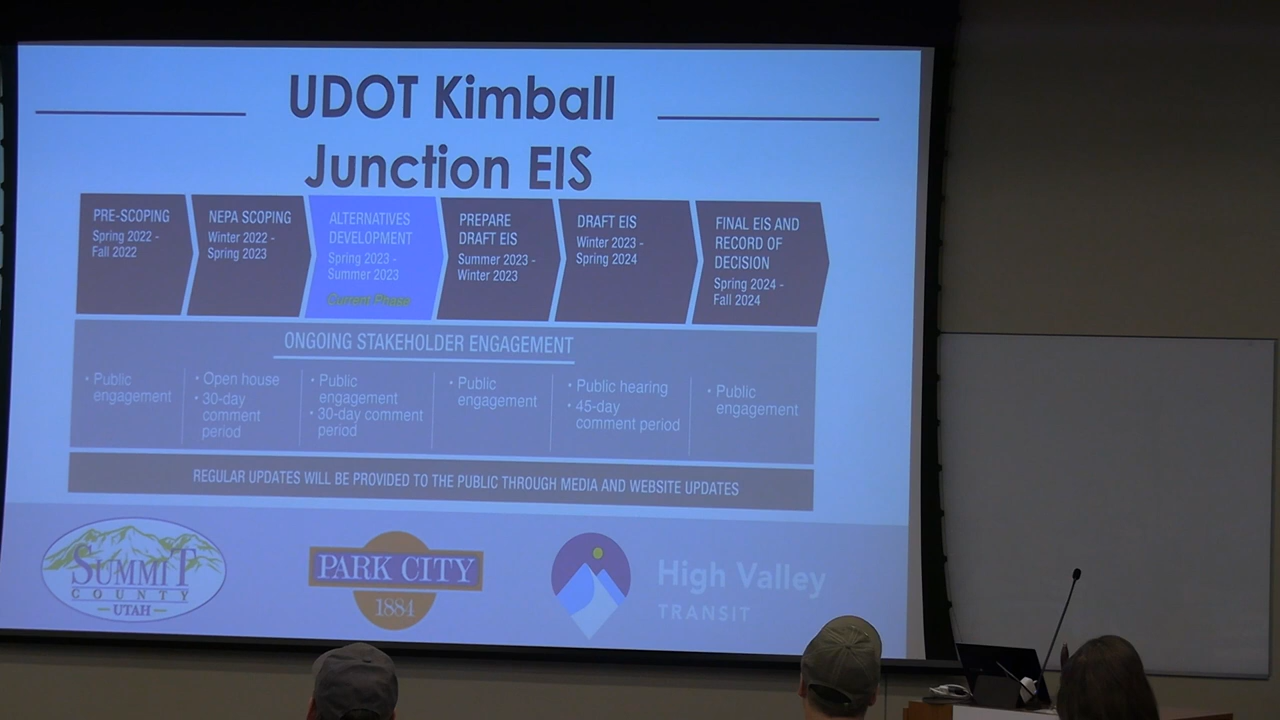 UDOT Kimball
Junction EIS
PRE-SCOPING
Spring 2022 -
Fall 2022
NEPA SCOPING
Winter 2022 -
Spring 2023
ALTERNATIVES
DEVELOPMENT
Spring 2023 -
Summer 2023
Current Phase
PREPARE
DRAFT EIS
Summer 2023 -
Winter 2023
DRAFT EIS
Winter 2023 -
Spring 2024
FINAL EIS AND
RECORD OF
DECISION
Spring 2024 -
Fall 2024
ONGOING STAKEHOLDER ENGAGEMENT
• Public
engagement
• Open house
• 30-day
comment
period
• Public
engagement
• 30-day comment
period
• Public
engagement
• Public hearing
• 45-day
comment period
• Public
engagement
REGULAR UPDATES WILL BE PROVIDED TO THE PUBLIC THROUGH MEDIA AND WEBSITE UPDATES
SUMMIT
COUNTY
UTAH
PARK CITY
1884
High Valley
TRANSIT